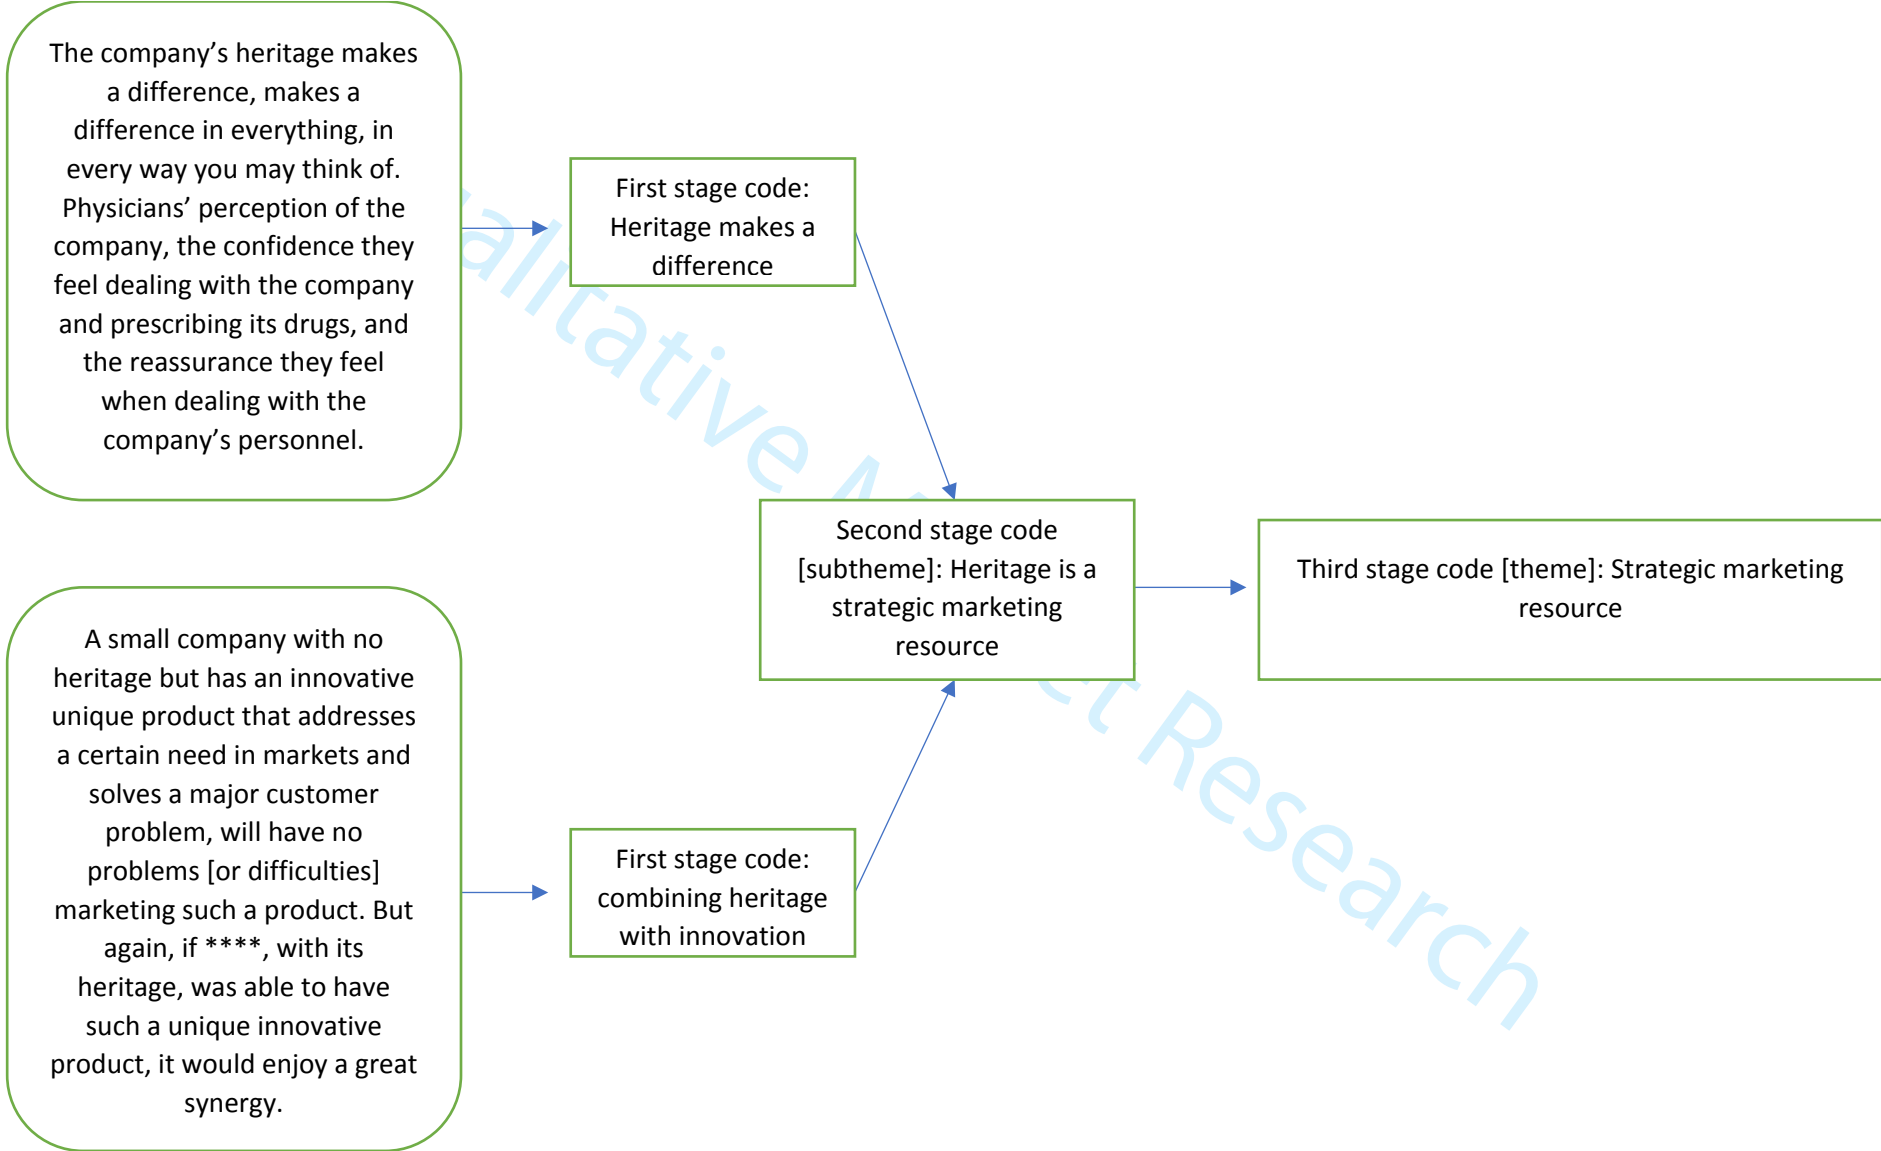 The company’s heritage makes
a difference, makes a
difference in everything, in
every way you may think of.
Physicians’ perception of the
company, the confidence they
feel dealing with the company
and prescribing its drugs, and
the reassurance they feel
when dealing with the
company’s personnel.
First stage code:
Heritage makes a
difference
A small company with no
heritage but has an innovative
unique product that addresses
a certain need in markets and
solves a major customer
problem, will have no
problems [or difficulties]
marketing such a product. But
again, if ****, with its
heritage, was able to have
such a unique innovative
product, it would enjoy a great
synergy.
First stage code:
combining heritage
with innovation
Second stage code
[subtheme]: Heritage is a
strategic marketing
resource
Third stage code [theme]: Strategic marketing
resource
Research